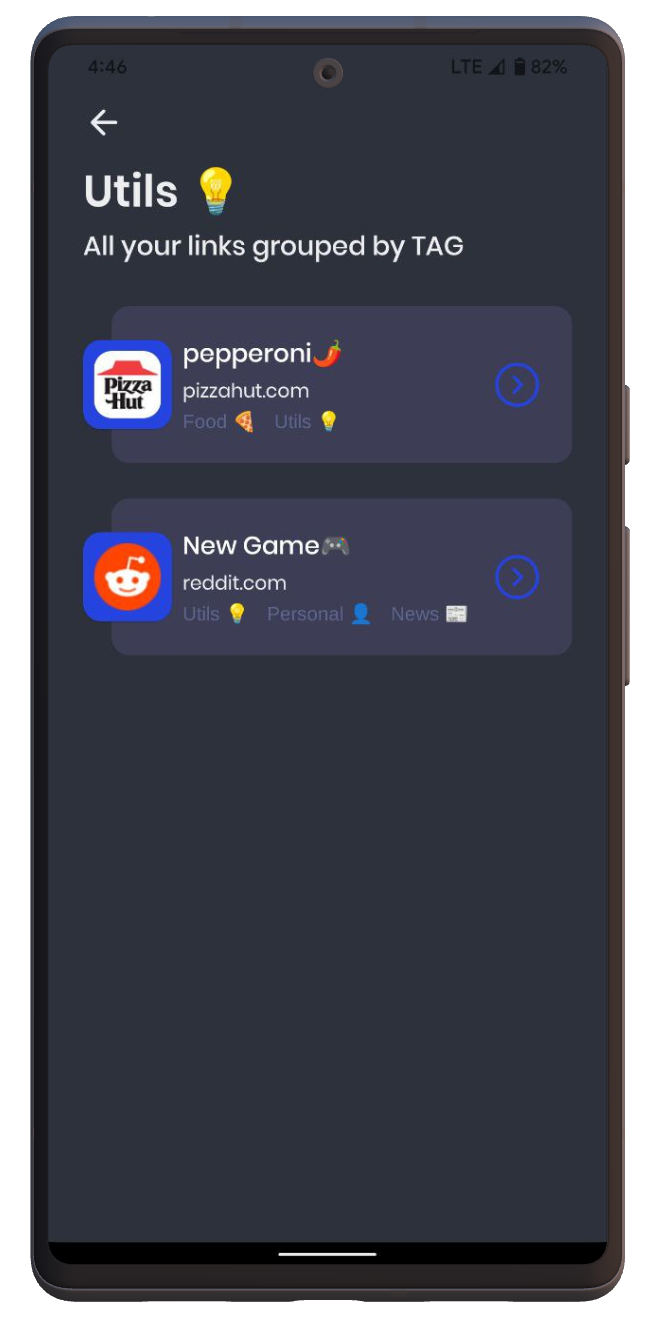 4:46 LTE 82%
Utils 💡
All your links grouped by TAG
pepperoni🌶️
Pizza
Hut
pizzahut.com
Food 🍕 Utils 💡
New Game🎮
reddit.com
Utils 💡 Personal 👤 News 📰